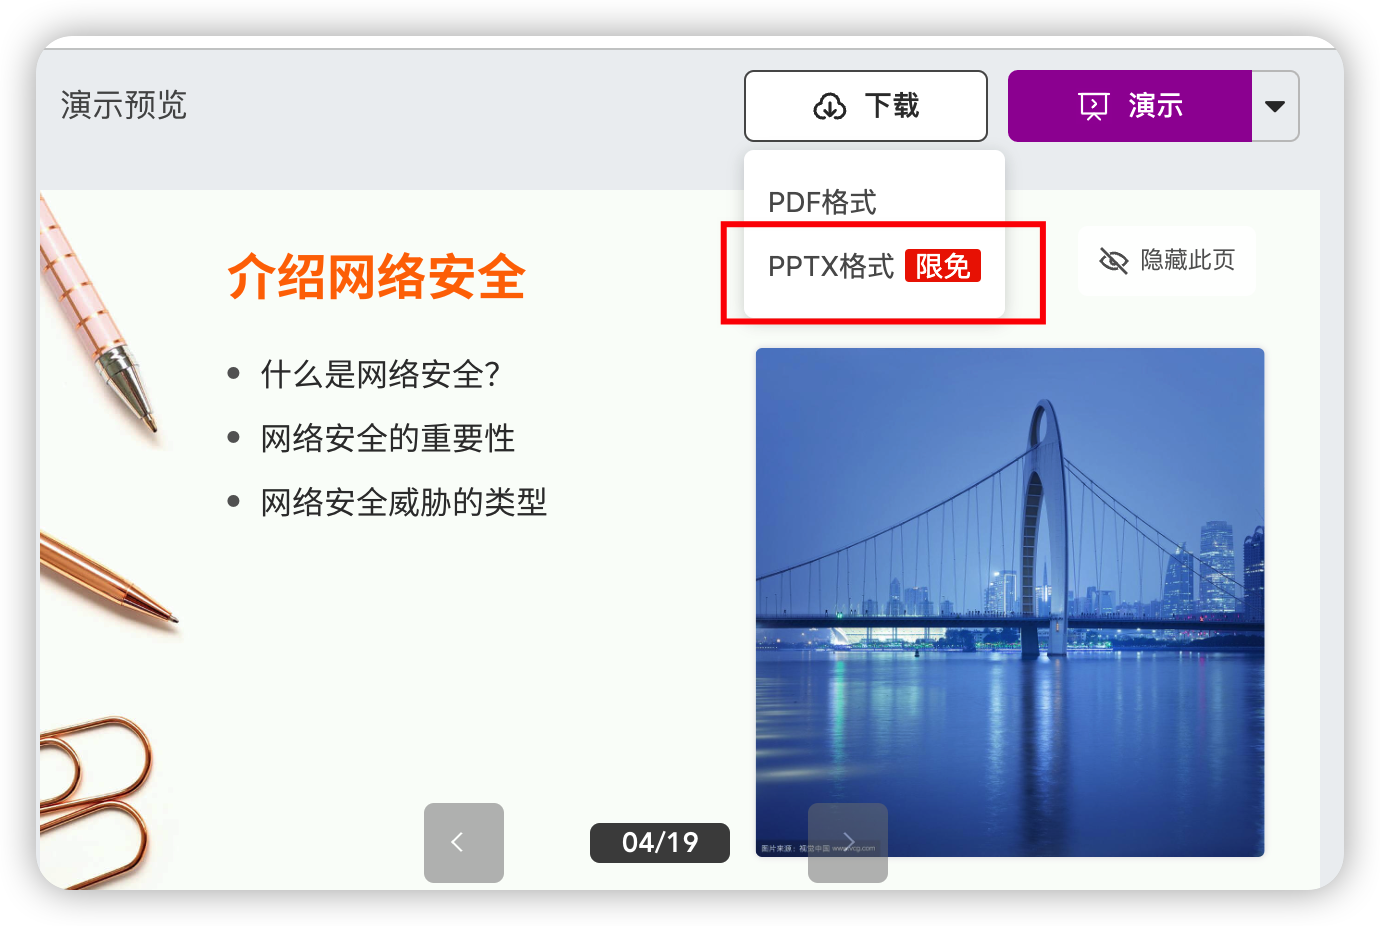 演示预览
下载
演示
PDF格式
PPTX格式 限免
隐藏此页
介绍网络安全
什么是网络安全？
网络安全的重要性
网络安全威胁的类型
图片来源：视觉中国 www.vcg.com
04/19